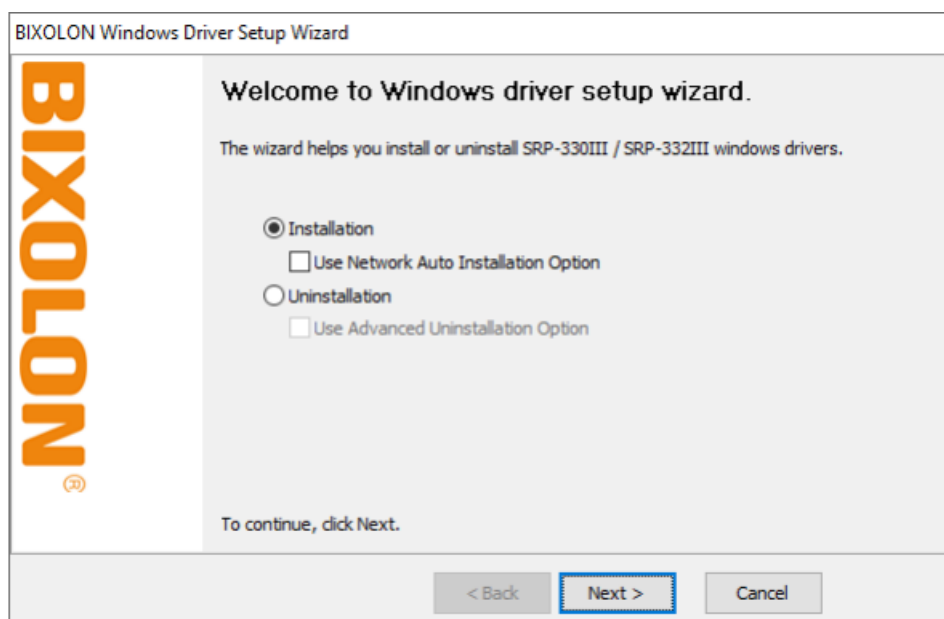 BIXOLON Windows Driver Setup Wizard
BIXOLON®
Welcome to Windows driver setup wizard.
The wizard helps you install or uninstall SRP-330III / SRP-332III windows drivers.
Installation
Use Network Auto Installation Option
Uninstallation
Use Advanced Uninstallation Option
To continue, click Next.
< Back Next > Cancel